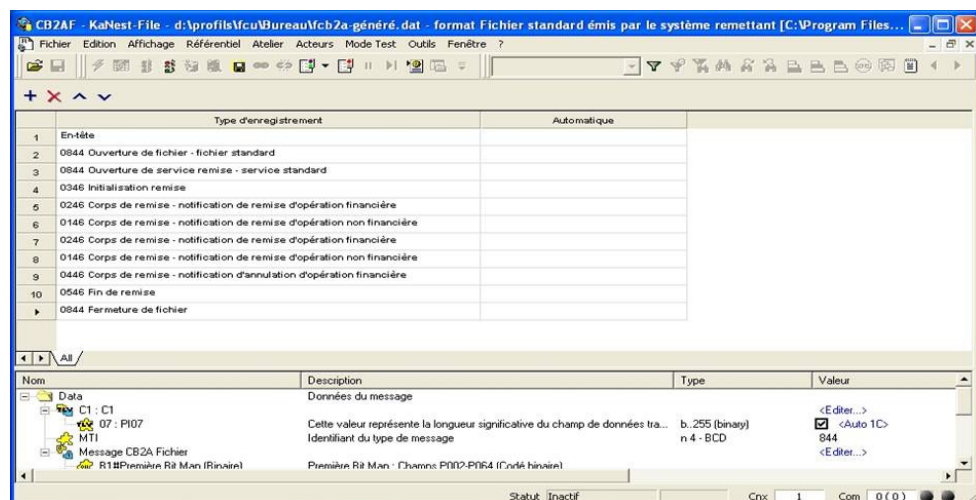 CB2AF - KaNest-File - d:\profils\fcu\Bureau\fcb2a-généré.dat - format Fichier standard émis par le système remettant [C:\Program Files...
Fichier Edition Affichage Référentiel Atelier Acteurs Mode Test Outils Fenêtre ?
Type d'enregistrement Automatique
1 En-tête
2 0844 Ouverture de fichier - fichier standard
3 0844 Ouverture de service remise - service standard
4 0346 Initialisation remise
5 0246 Corps de remise - notification de remise d'opération financière
6 0146 Corps de remise - notification de remise d'opération non financière
7 0246 Corps de remise - notification de remise d'opération financière
8 0146 Corps de remise - notification de remise d'opération non financière
9 0446 Corps de remise - notification d'annulation d'opération financière
10 0546 Fin de remise
0844 Fermeture de fichier
All
Nom Description Type Valeur
Data Données du message
C1 : C1 <Editer...>
07 : PI07 Cette valeur représente la longueur significative du champ de données tra... b..255 (binary) <Auto 1C>
MTI Identifiant du type de message n 4 - BCD 844
Message CB2A Fichier <Editer...>
B1#Première Bit Map (Binaire) Première Bit Map : Champs P002-P064 (Codé binaire)
Statut Inactif Cnx 1 Com 0 ( 0 )